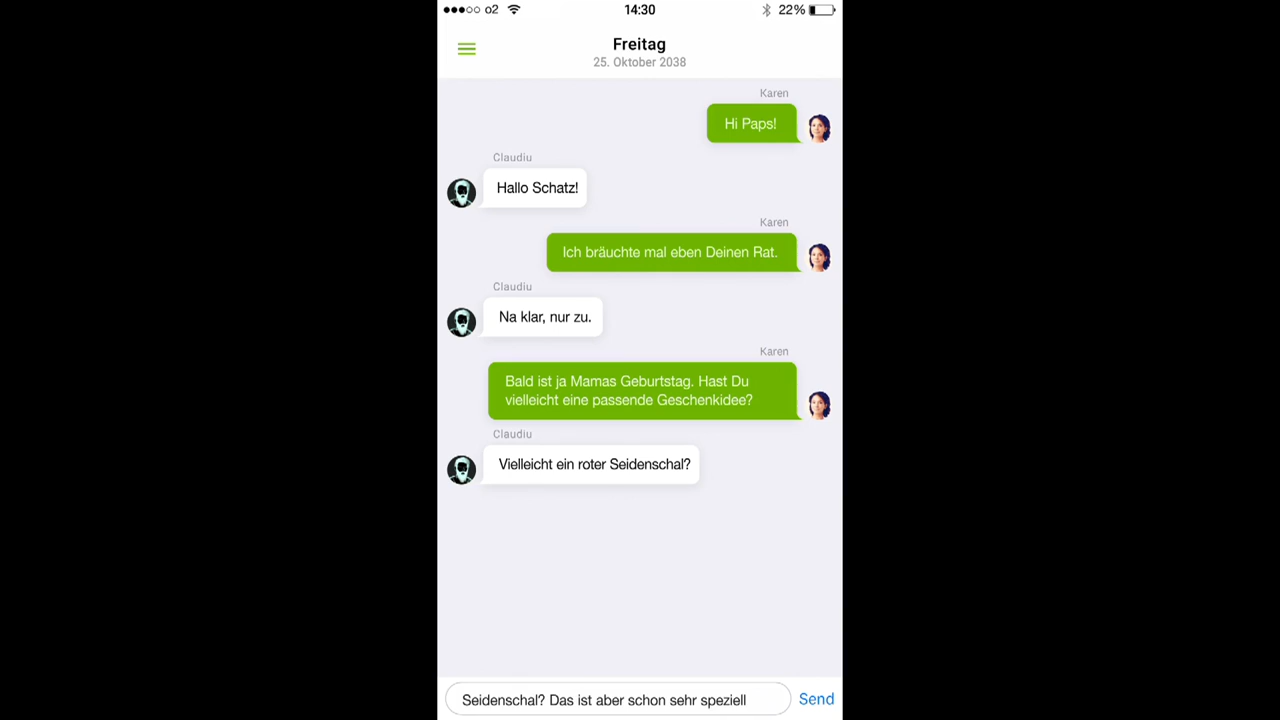 o2 14:30 22%
Freitag
25. Oktober 2038
Karen
Hi Paps!
Claudiu
Hallo Schatz!
Karen
Ich bräuchte mal eben Deinen Rat.
Claudiu
Na klar, nur zu.
Karen
Bald ist ja Mamas Geburtstag. Hast Du
vielleicht eine passende Geschenkidee?
Claudiu
Vielleicht ein roter Seidenschal?
Seidenschal? Das ist aber schon sehr speziell Send